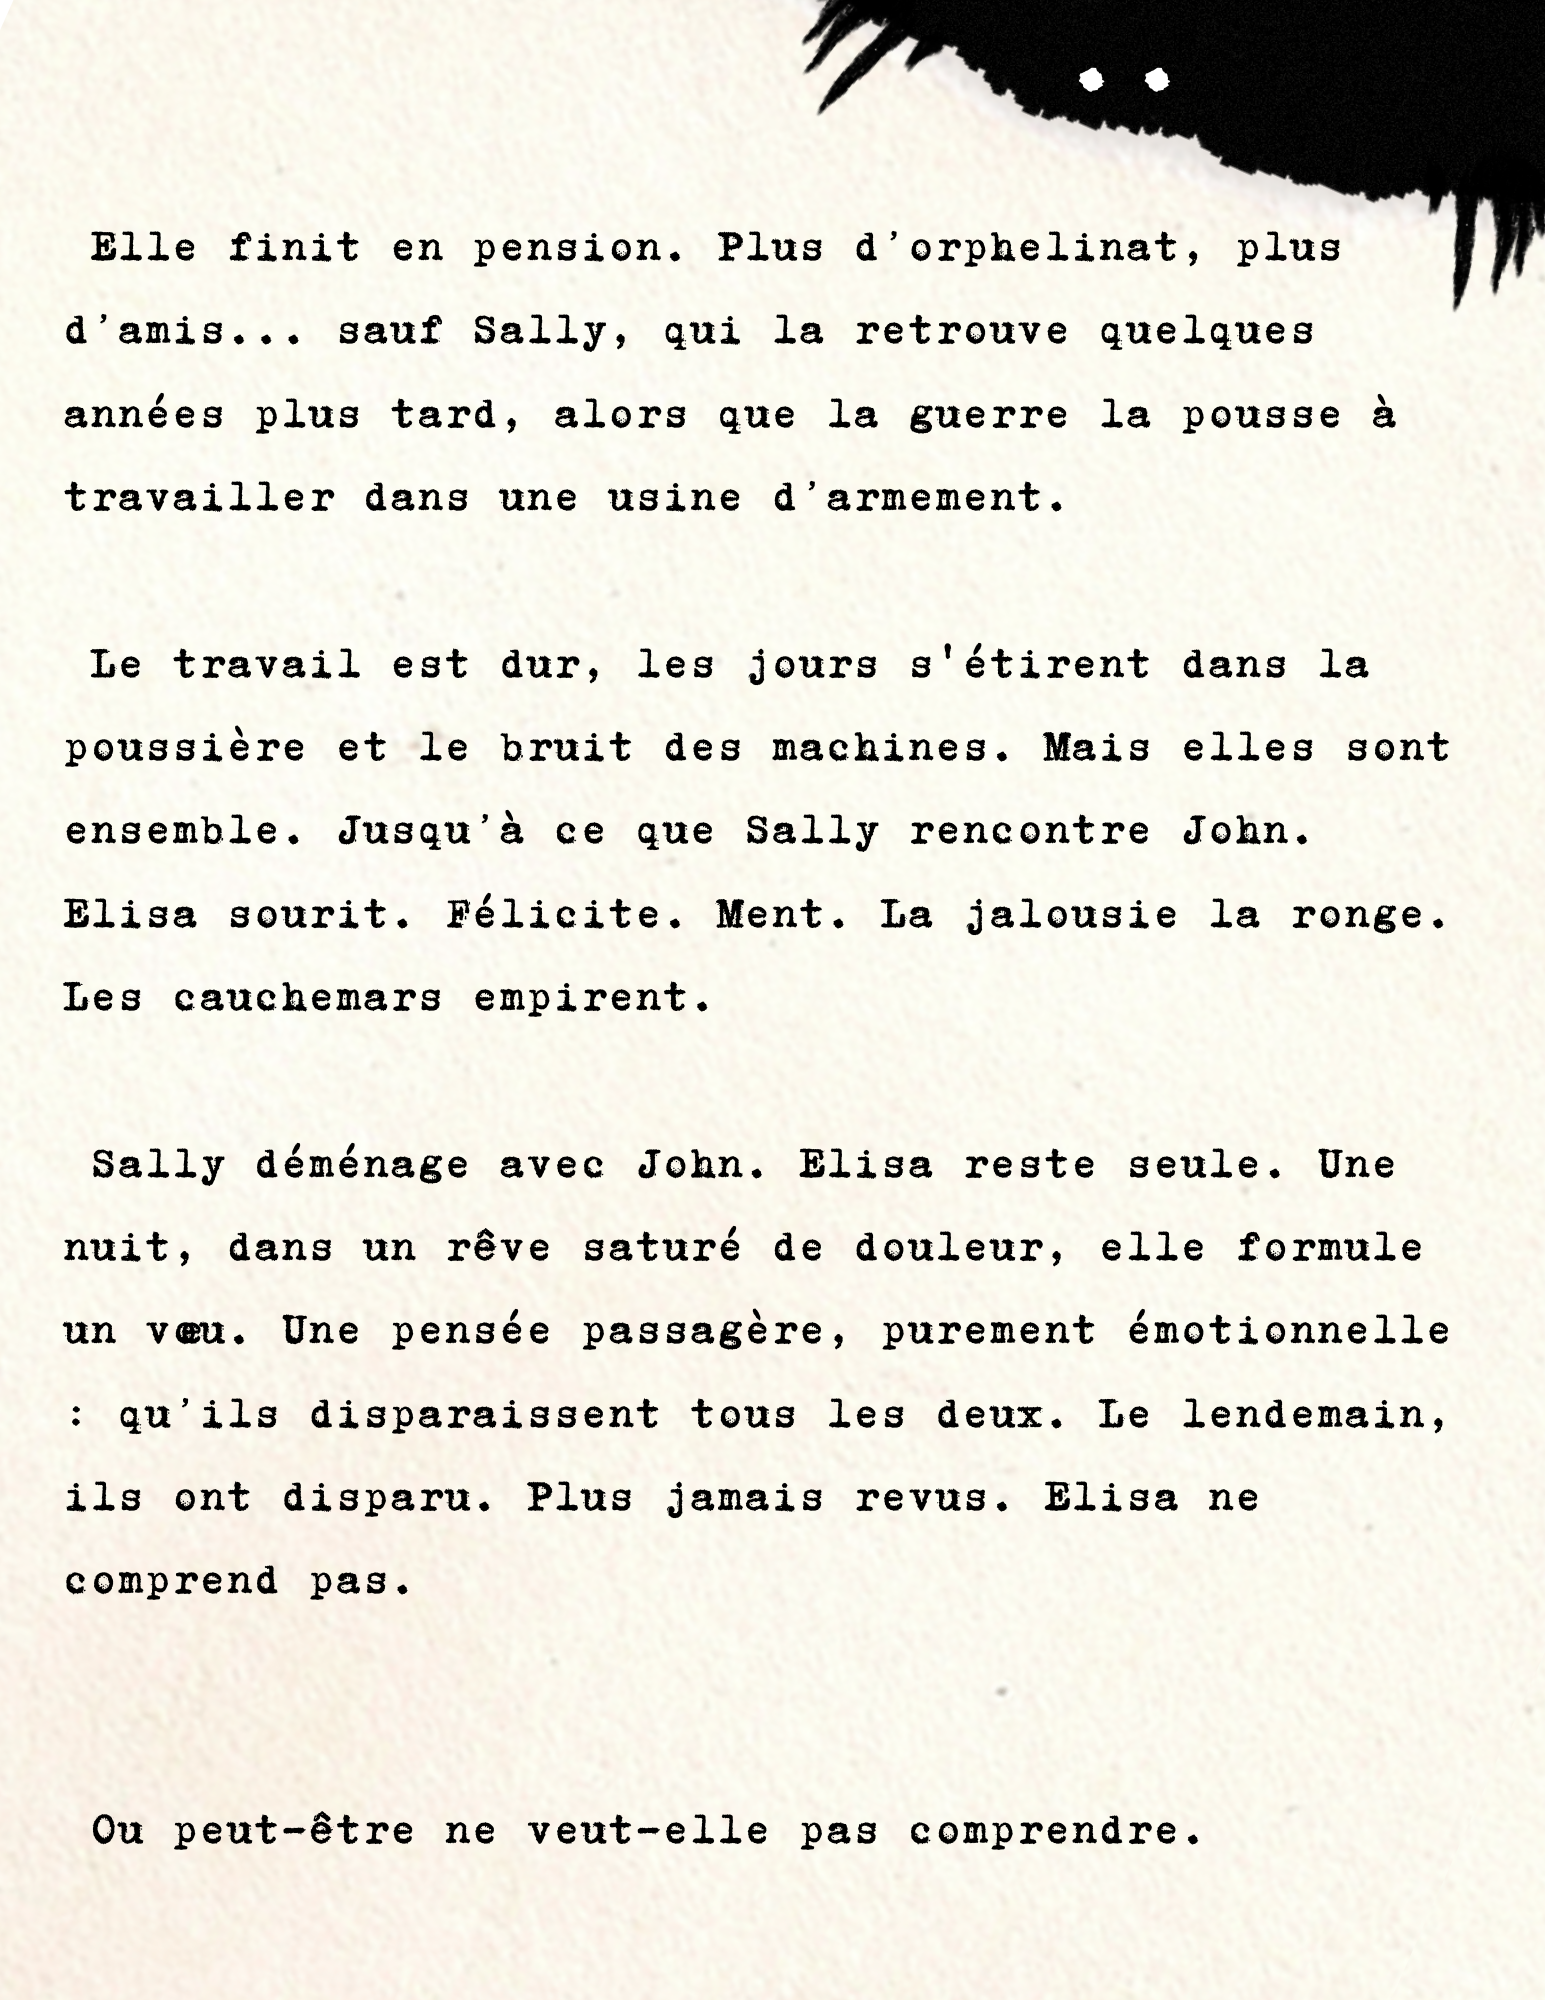 Elle finit en pension. Plus d’orphelinat, plus
d’amis... sauf Sally, qui la retrouve quelques
années plus tard, alors que la guerre la pousse à
travailler dans une usine d’armement.
Le travail est dur, les jours s'étirent dans la
poussière et le bruit des machines. Mais elles sont
ensemble. Jusqu’à ce que Sally rencontre John.
Elisa sourit. Félicite. Ment. La jalousie la ronge.
Les cauchemars empirent.
Sally déménage avec John. Elisa reste seule. Une
nuit, dans un rêve saturé de douleur, elle formule
un vœu. Une pensée passagère, purement émotionnelle
: qu’ils disparaissent tous les deux. Le lendemain,
ils ont disparu. Plus jamais revus. Elisa ne
comprend pas.
Ou peut-être ne veut-elle pas comprendre.